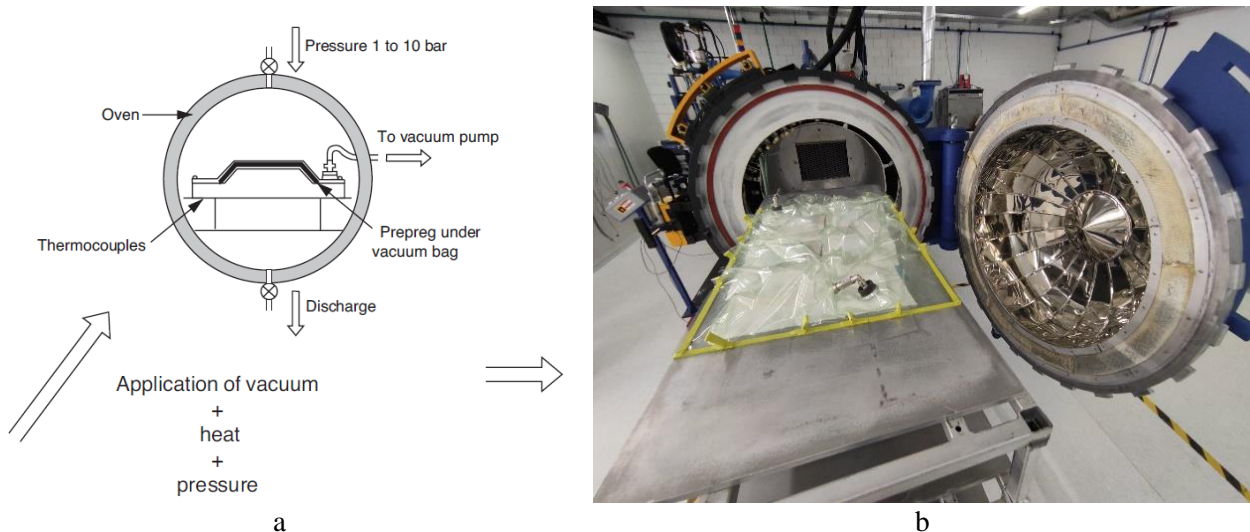 Pressure 1 to 10 bar
Oven
To vacuum pump
Thermocouples
Prepreg under
vacuum bag
Discharge
Application of vacuum
+
heat
+
pressure
a
b